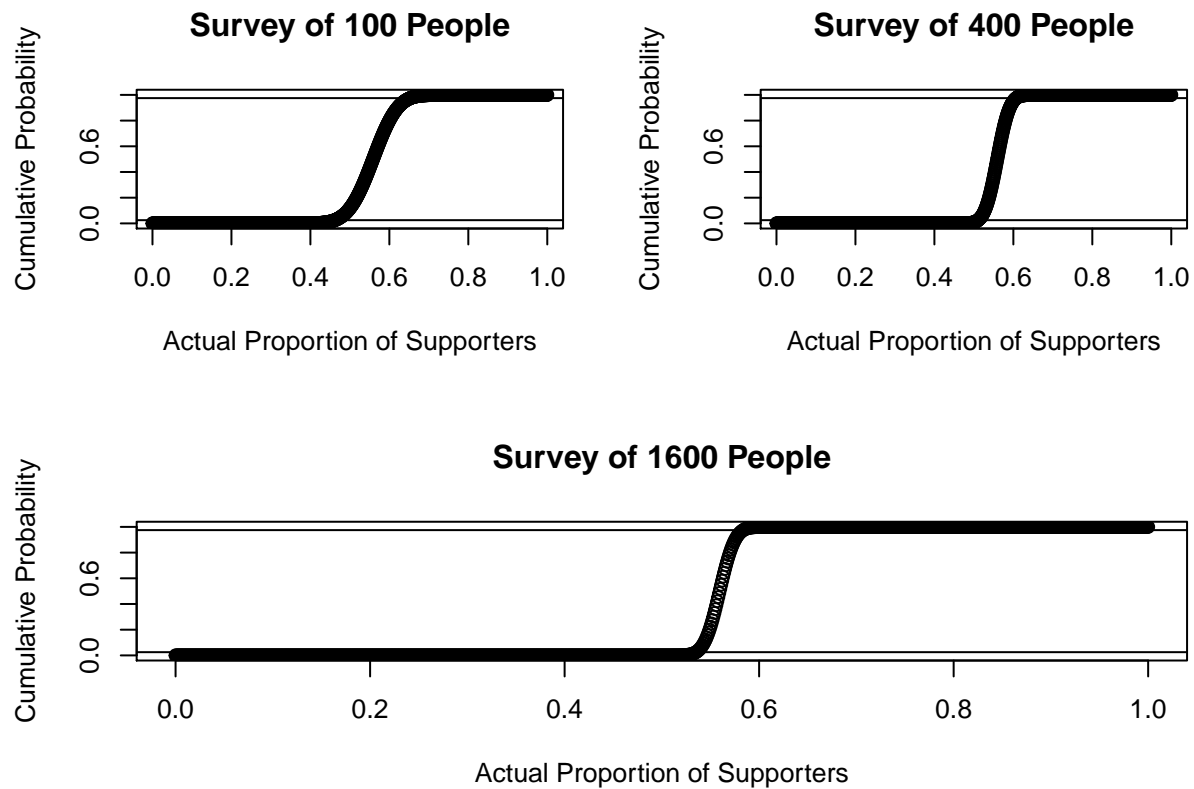 Survey of 100 People
Cumulative Probability
0.0 0.6
0.0 0.2 0.4 0.6 0.8 1.0
Actual Proportion of Supporters
Survey of 400 People
Cumulative Probability
0.0 0.6
0.0 0.2 0.4 0.6 0.8 1.0
Actual Proportion of Supporters
Survey of 1600 People
Cumulative Probability
0.0 0.6
0.0 0.2 0.4 0.6 0.8 1.0
Actual Proportion of Supporters